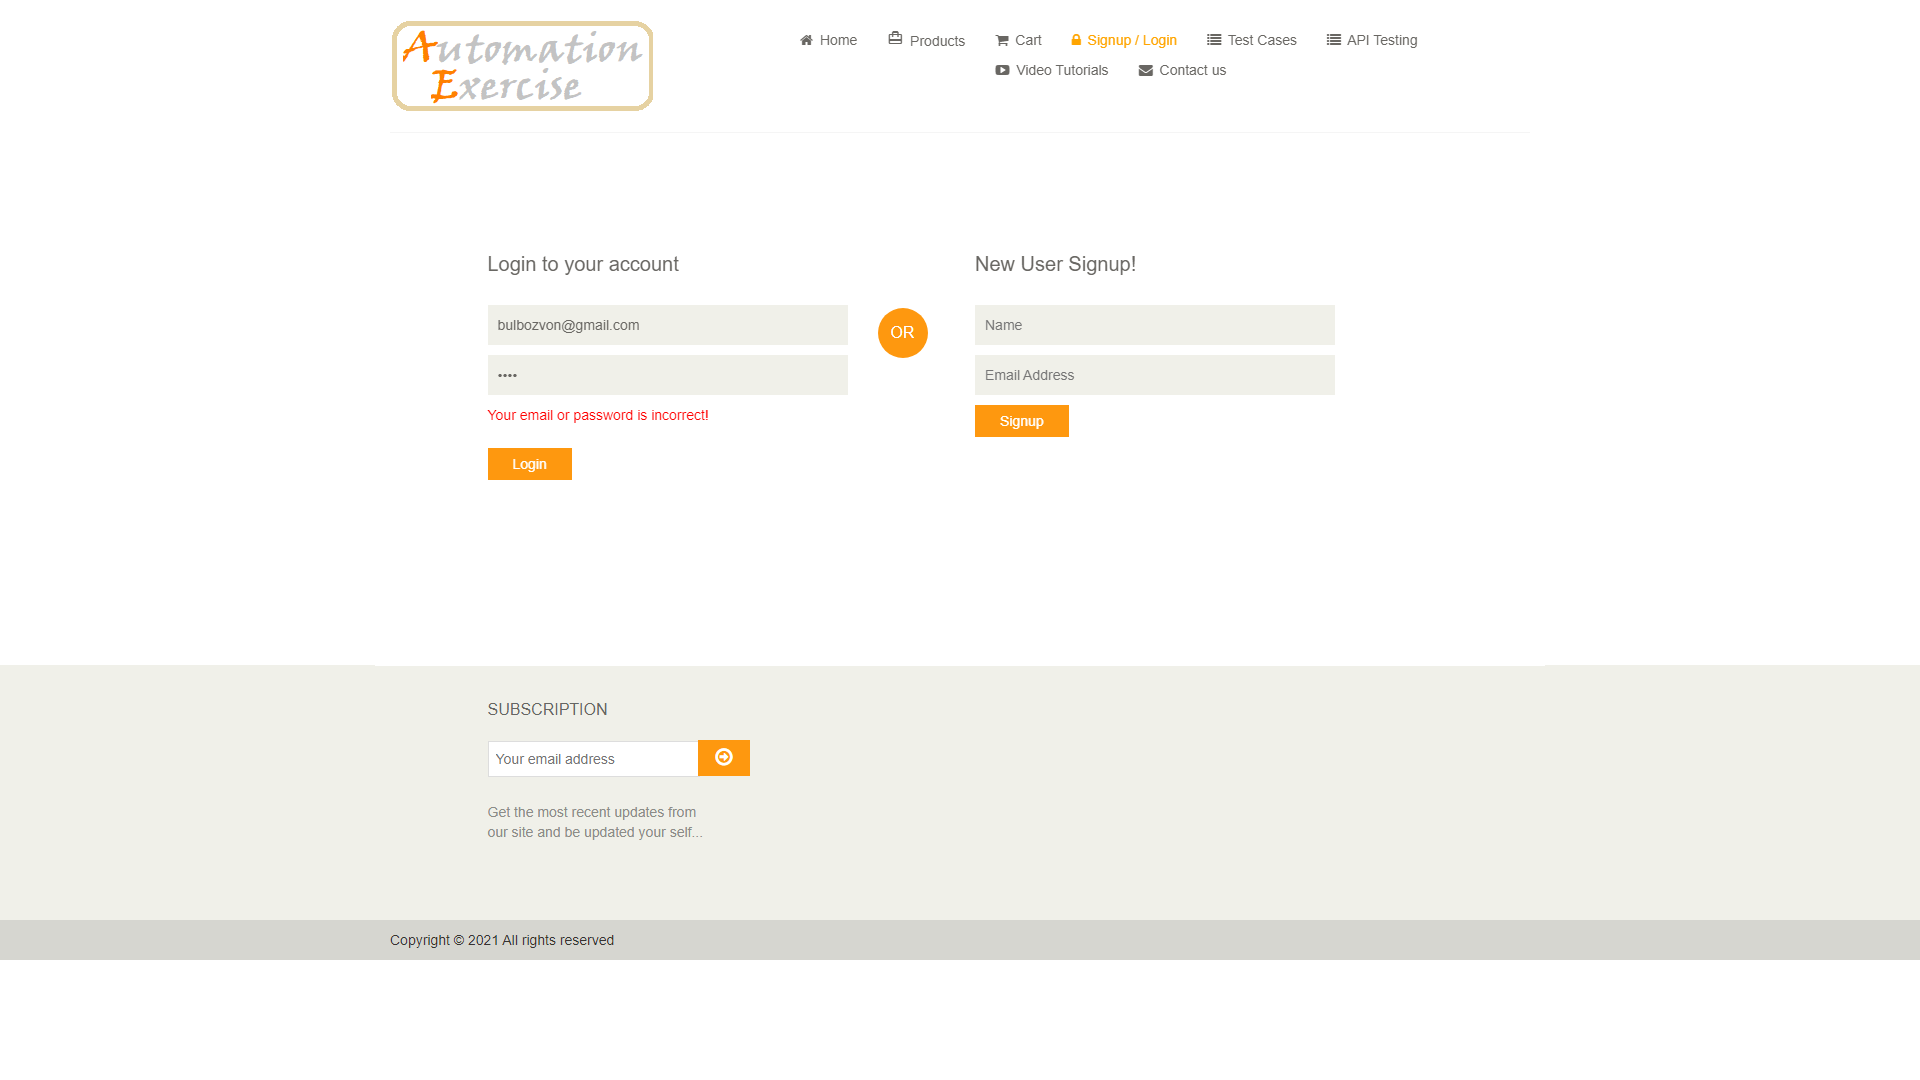 Automation
Exercise
Home
Products
Cart
Signup / Login
Test Cases
API Testing
Video Tutorials
Contact us
Login to your account
bulbozvon@gmail.com
••••
Your email or password is incorrect!
Login
OR
New User Signup!
Name
Email Address
Signup
SUBSCRIPTION
Your email address
Get the most recent updates from
our site and be updated your self...
Copyright © 2021 All rights reserved